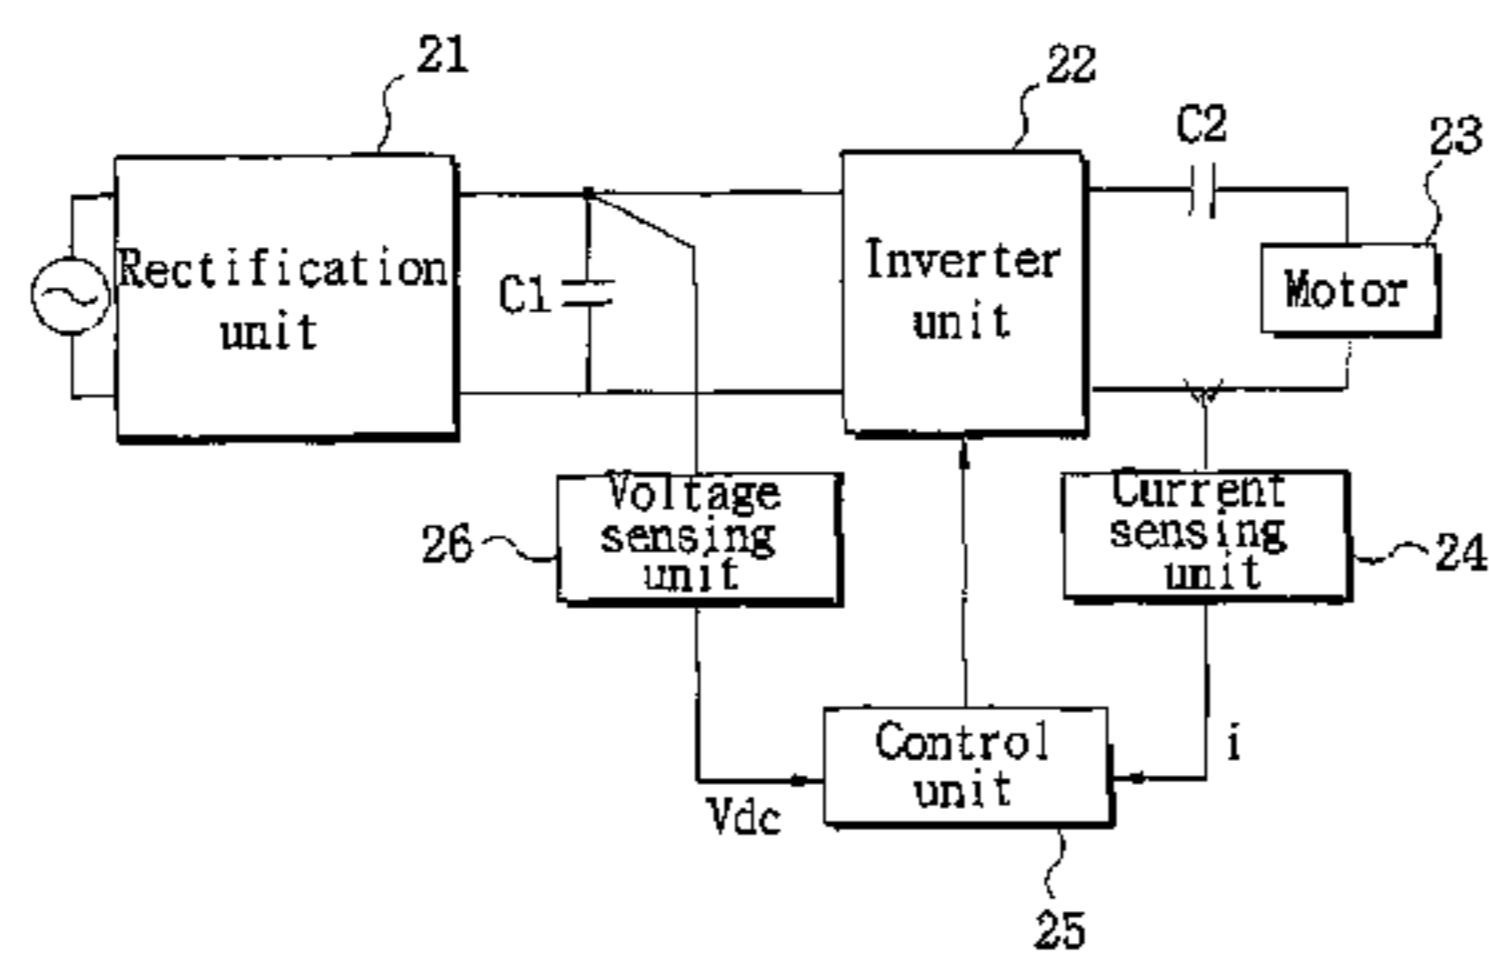 21
22
C2
23
Rectification
unit
C1
Inverter
unit
Motor
26
Voltage
sensing
unit
Current
sensing
unit
24
Vdc
Control
unit
i
25